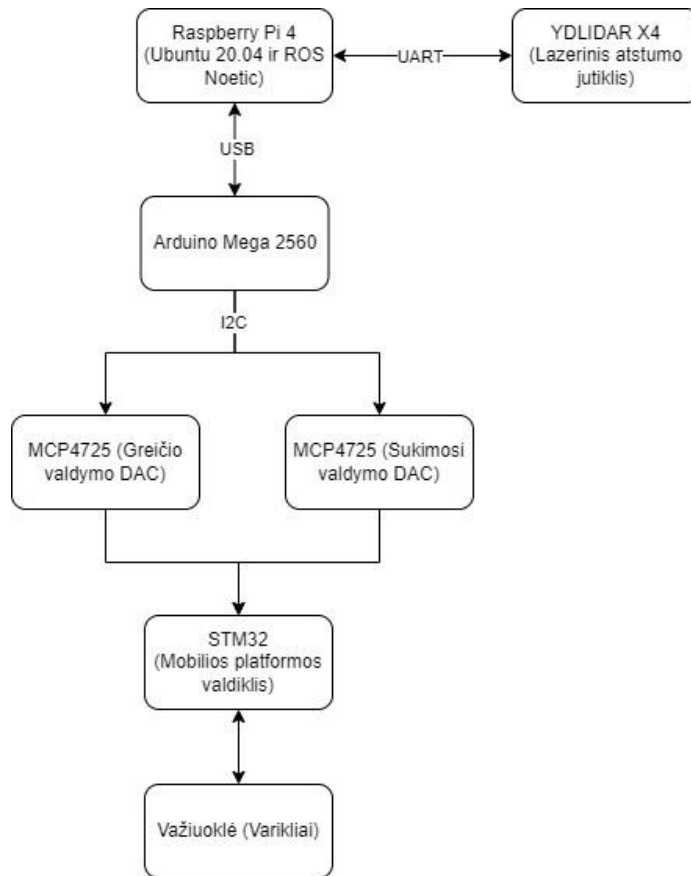 Raspberry Pi 4
(Ubuntu 20.04 ir ROS
Noetic)
UART
YDLIDAR X4
(Lazerinis atstumo
jutiklis)
USB
Arduino Mega 2560
I2C
MCP4725 (Greičio
valdymo DAC)
MCP4725 (Sukimosi
valdymo DAC)
STM32
(Mobilios platformos
valdiklis)
Važiuoklė (Varikliai)